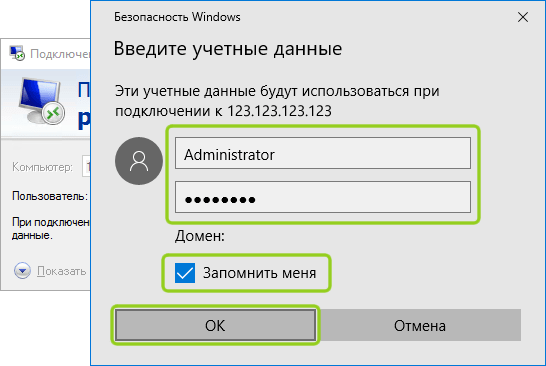 Безопасность Windows
Введите учетные данные
Эти учетные данные будут использоваться при
подключении к 123.123.123.123
Administrator
●●●●●●●●
Домен:
Запомнить меня
OK
Отмена
Компьютер:
Пользователь:
При подключен
данные.
Показать